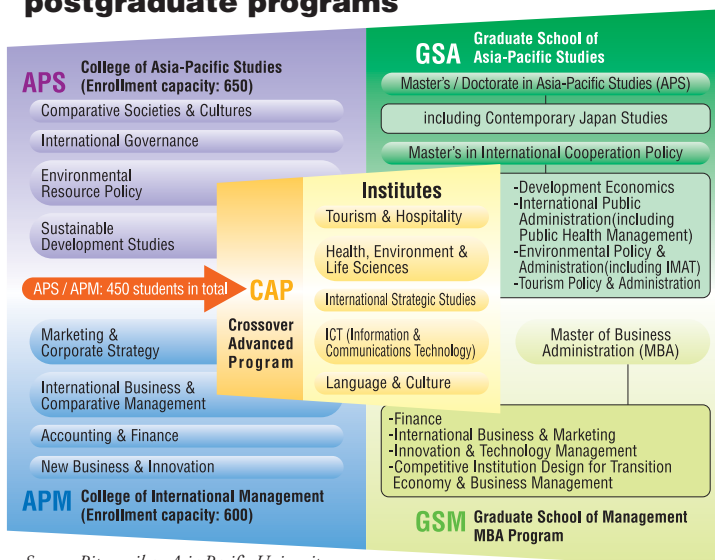 postgraduate programs
APS
College of Asia-Pacific Studies
(Enrollment capacity: 650)
Comparative Societies & Cultures
International Governance
Environmental
Resource Policy
Sustainable
Development Studies
APS / APM: 450 students in total
CAP
Crossover
Advanced
Program
Institutes
Tourism & Hospitality
Health, Environment &
Life Sciences
International Strategic Studies
ICT (Information &
Communications Technology)
Language & Culture
Marketing &
Corporate Strategy
International Business &
Comparative Management
Accounting & Finance
New Business & Innovation
APM
College of International Management
(Enrollment capacity: 600)
GSA
Graduate School of
Asia-Pacific Studies
Master's / Doctorate in Asia-Pacific Studies (APS)
including Contemporary Japan Studies
Master's in International Cooperation Policy
-Development Economics
-International Public
Administration(including
Public Health Management)
-Environmental Policy &
Administration(including IMAT)
-Tourism Policy & Administration
Master of Business
Administration (MBA)
-Finance
-International Business & Marketing
-Innovation & Technology Management
-Competitive Institution Design for Transition
Economy & Business Management
GSM
Graduate School of Management
MBA Program